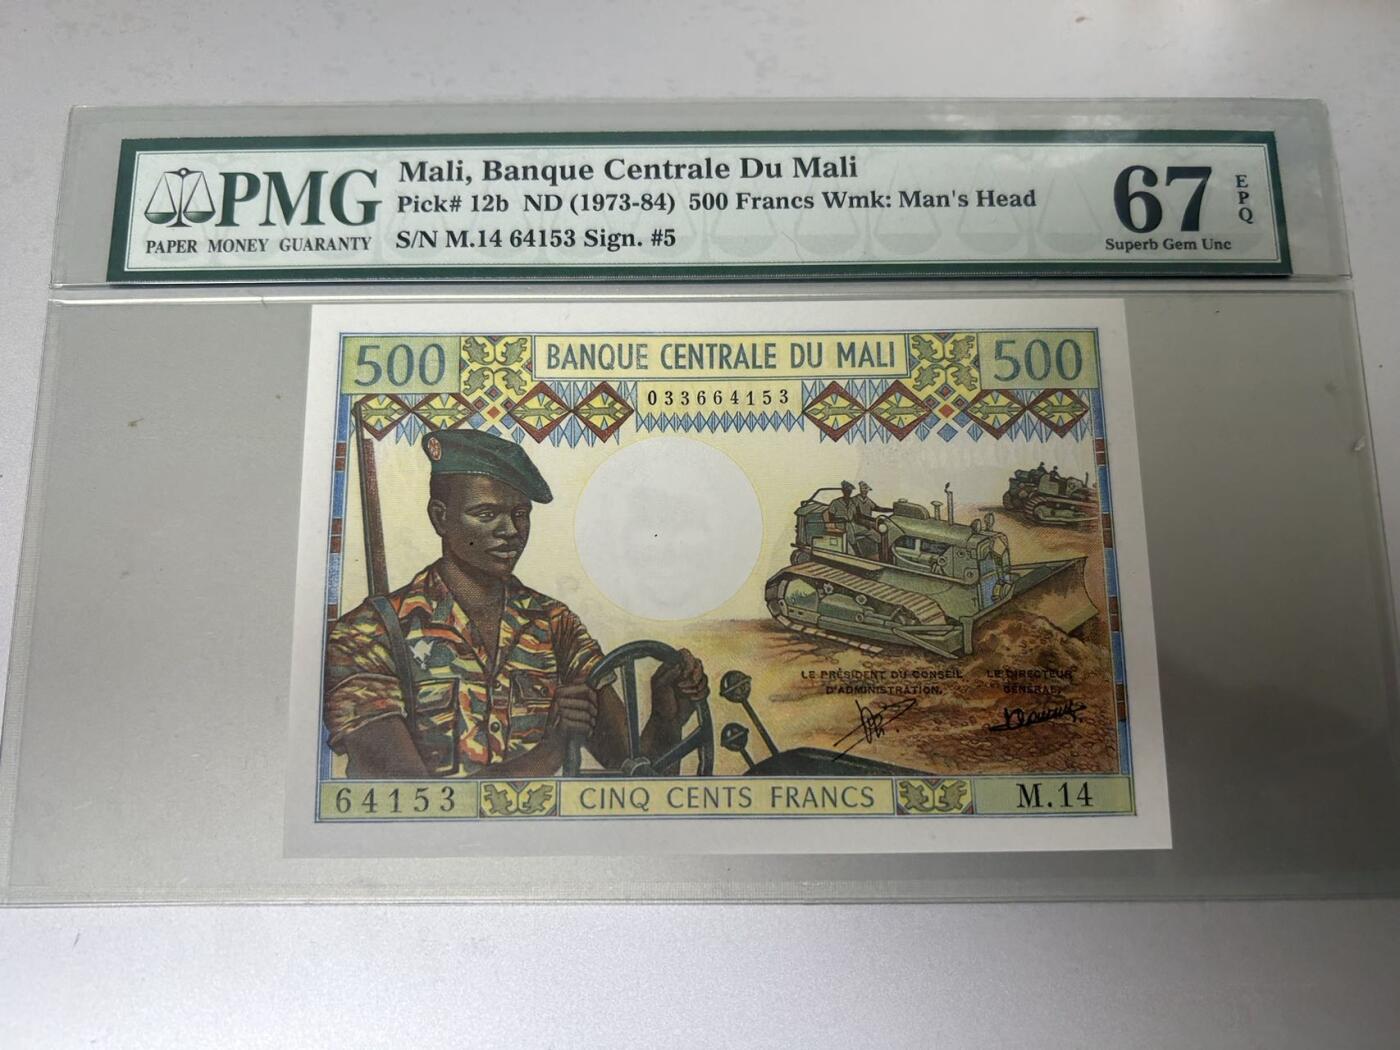 PMG
PAPER MONEY GUARANTY
Mali, Banque Centrale Du Mali
Pick# 12b ND (1973-84) 500 Francs Wmk: Man's Head
S/N M.14 64153 Sign. #5
67
EPQ
Superb Gem Unc
500
BANQUE CENTRALE DU MALI
500
033664153
LE PRÉSIDENT DU CONSEIL
D'ADMINISTRATION,
LE DIRECTEUR
GÉNÉRAL,
64153
CINQ CENTS FRANCS
M.14